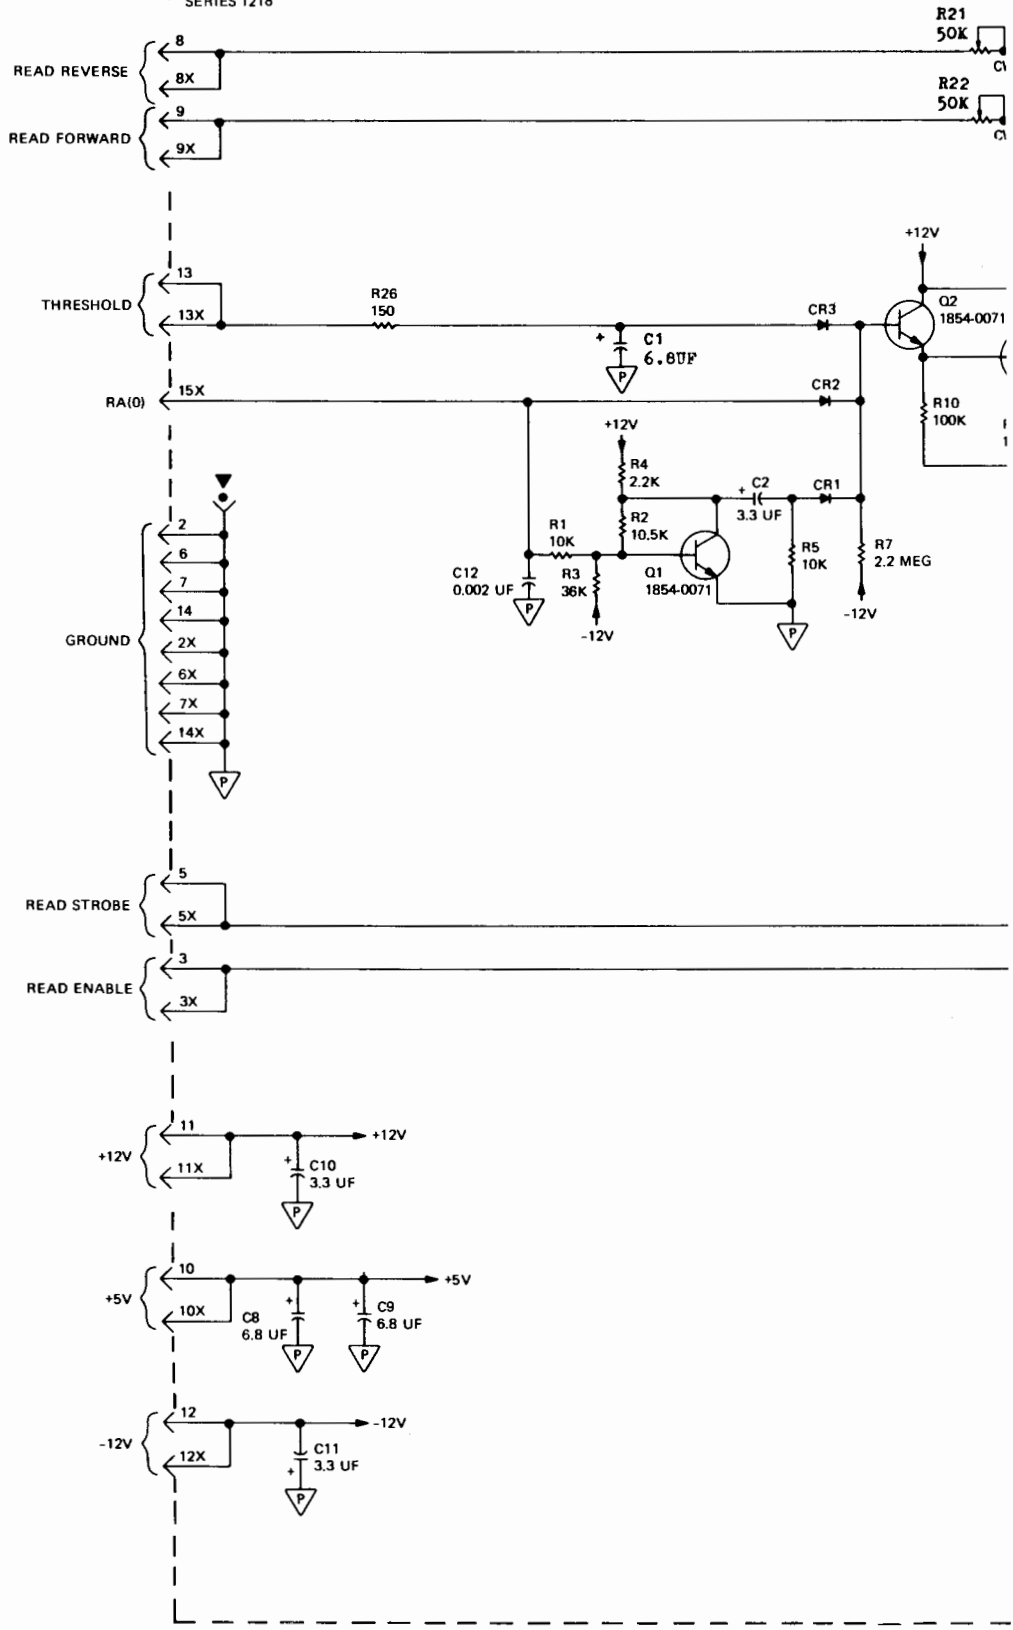 SERIES 1218
R21
50K
8
READ REVERSE
8X
R22
50K
9
READ FORWARD
9X
+12V
13
THRESHOLD
R26
150
CR3
Q2
1854-0071
13X
+
C1
6.8UF
P
RA(0)
15X
CR2
+12V
R10
100K
R4
2.2K
+
C2
3.3 UF
CR1
2
R1
10K
R2
10.5K
R5
10K
R7
2.2 MEG
6
C12
0.002 UF
R3
36K
Q1
1854-0071
7
P
-12V
-12V
14
P
GROUND
2X
6X
7X
14X
P
5
READ STROBE
5X
3
READ ENABLE
3X
11
+12V
+12V
11X
+
C10
3.3 UF
P
10
+5V
+5V
10X
C8
6.8 UF
+
+
C9
6.8 UF
P
P
12
-12V
-12V
12X
C11
3.3 UF
+
P